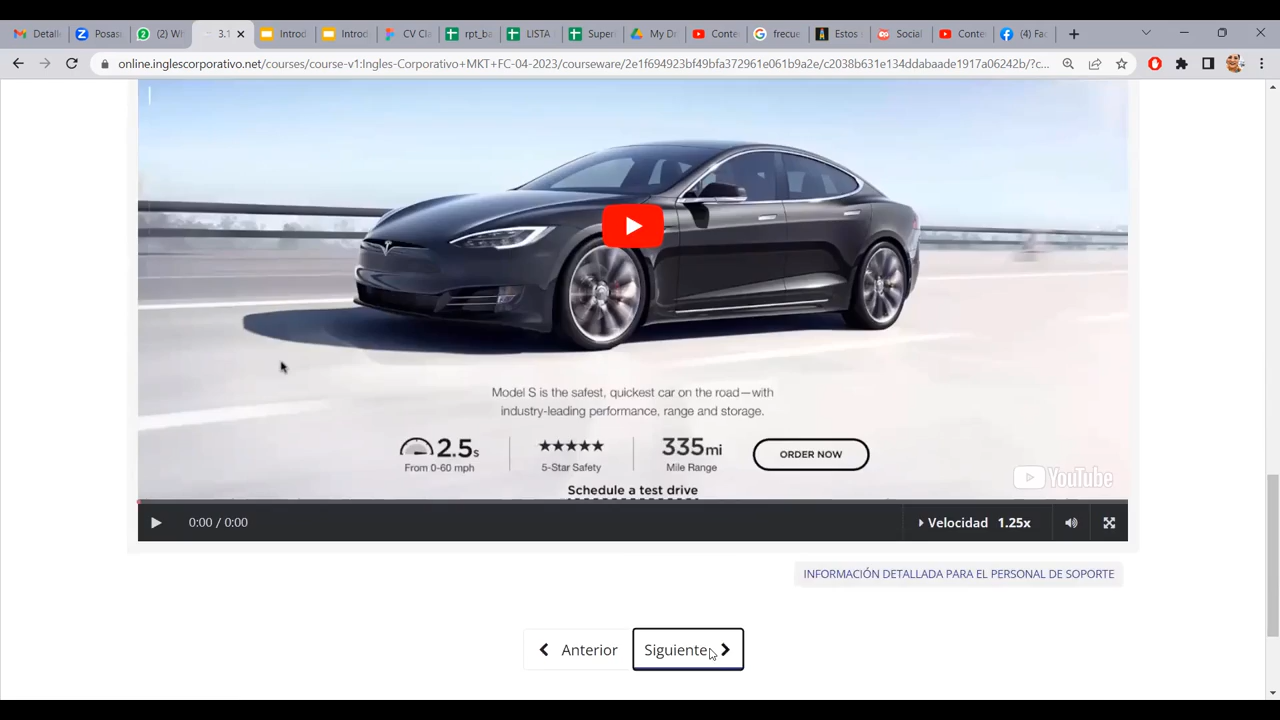 Detalle
Posas
(2) Wh
3.1
Introd
Introd
CV Cla
rpt_ba
LISTA
Super
My Dr
Conte
frecue
Estos
Social
Conte
(4) Fac
online.inglescorporativo.net/courses/course-v1:Ingles-Corporativo+MKT+FC-04-2023/courseware/2e1f694923bf49bfa372961e061b9a2e/c2038b631e134ddabaade1917a06242b/?c...
Model S is the safest, quickest car on the road—with
industry-leading performance, range and storage.
2.5s
From 0-60 mph
★★★★★
5-Star Safety
335mi
Mile Range
ORDER NOW
Schedule a test drive
YouTube
0:00 / 0:00
Velocidad 1.25x
INFORMACIÓN DETALLADA PARA EL PERSONAL DE SOPORTE
Anterior
Siguiente